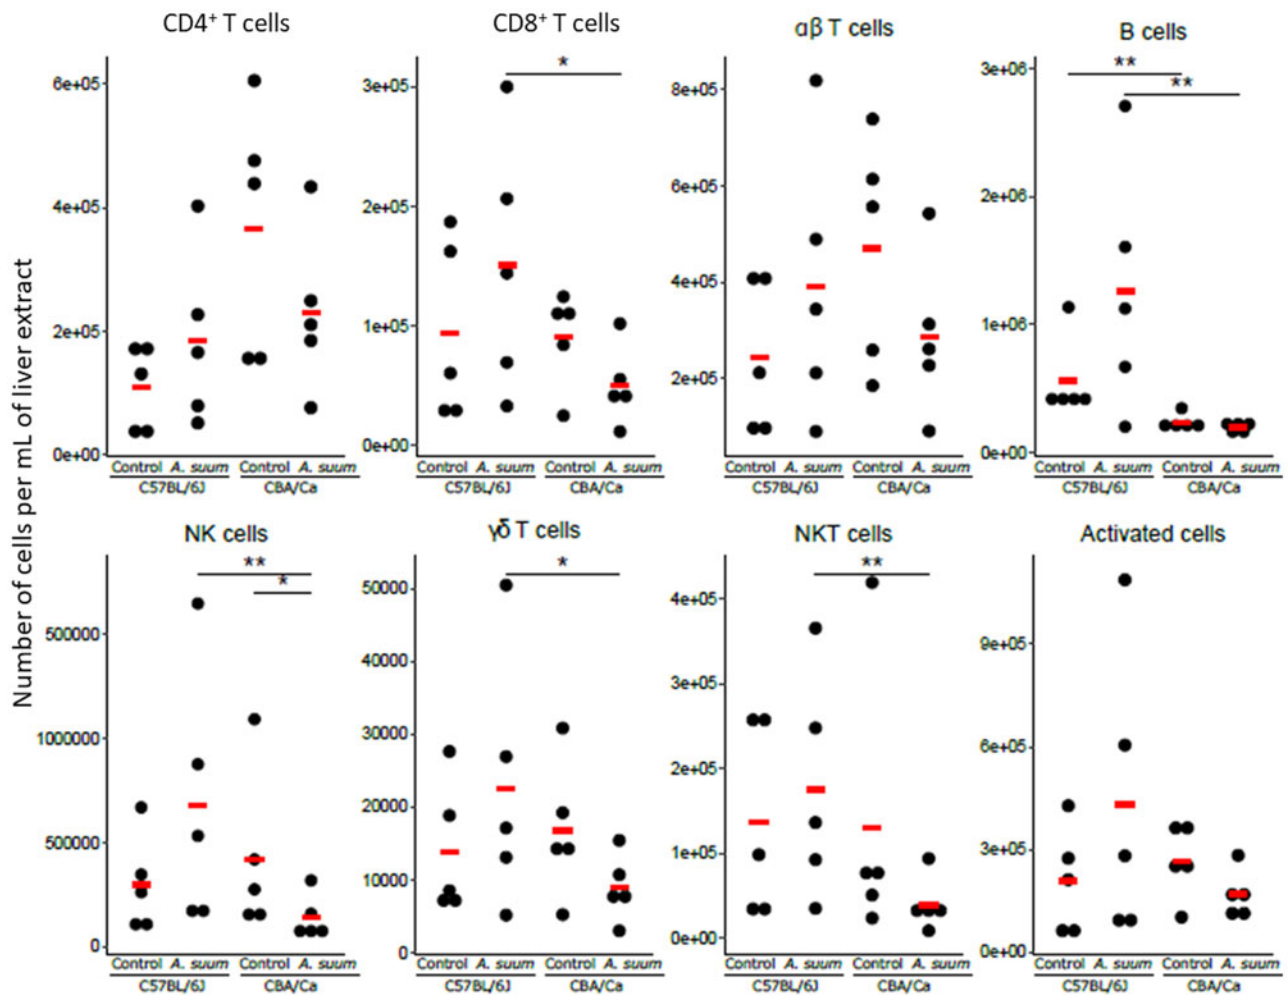 Number of cells per mL of liver extract
CD4+ T cells
6e+05
4e+05
2e+05
0e+00
Control A. suum Control A. suum
C57BL/6J CBA/Ca
CD8+ T cells
*
3e+05
2e+05
1e+05
0e+00
Control A. suum Control A. suum
C57BL/6J CBA/Ca
αβ T cells
8e+05
6e+05
4e+05
2e+05
Control A. suum Control A. suum
C57BL/6J CBA/Ca
B cells
**
**
3e+06
2e+06
1e+06
0e+00
Control A. suum Control A. suum
C57BL/6J CBA/Ca
NK cells
**
*
500000
1000000
500000
0
Control A. suum Control A. suum
C57BL/6J CBA/Ca
γδ T cells
*
50000
40000
30000
20000
10000
0
Control A. suum Control A. suum
C57BL/6J CBA/Ca
NKT cells
**
4e+05
3e+05
2e+05
1e+05
0e+00
Control A. suum Control A. suum
C57BL/6J CBA/Ca
Activated cells
9e+05
6e+05
3e+05
0e+00
Control A. suum Control A. suum
C57BL/6J CBA/Ca